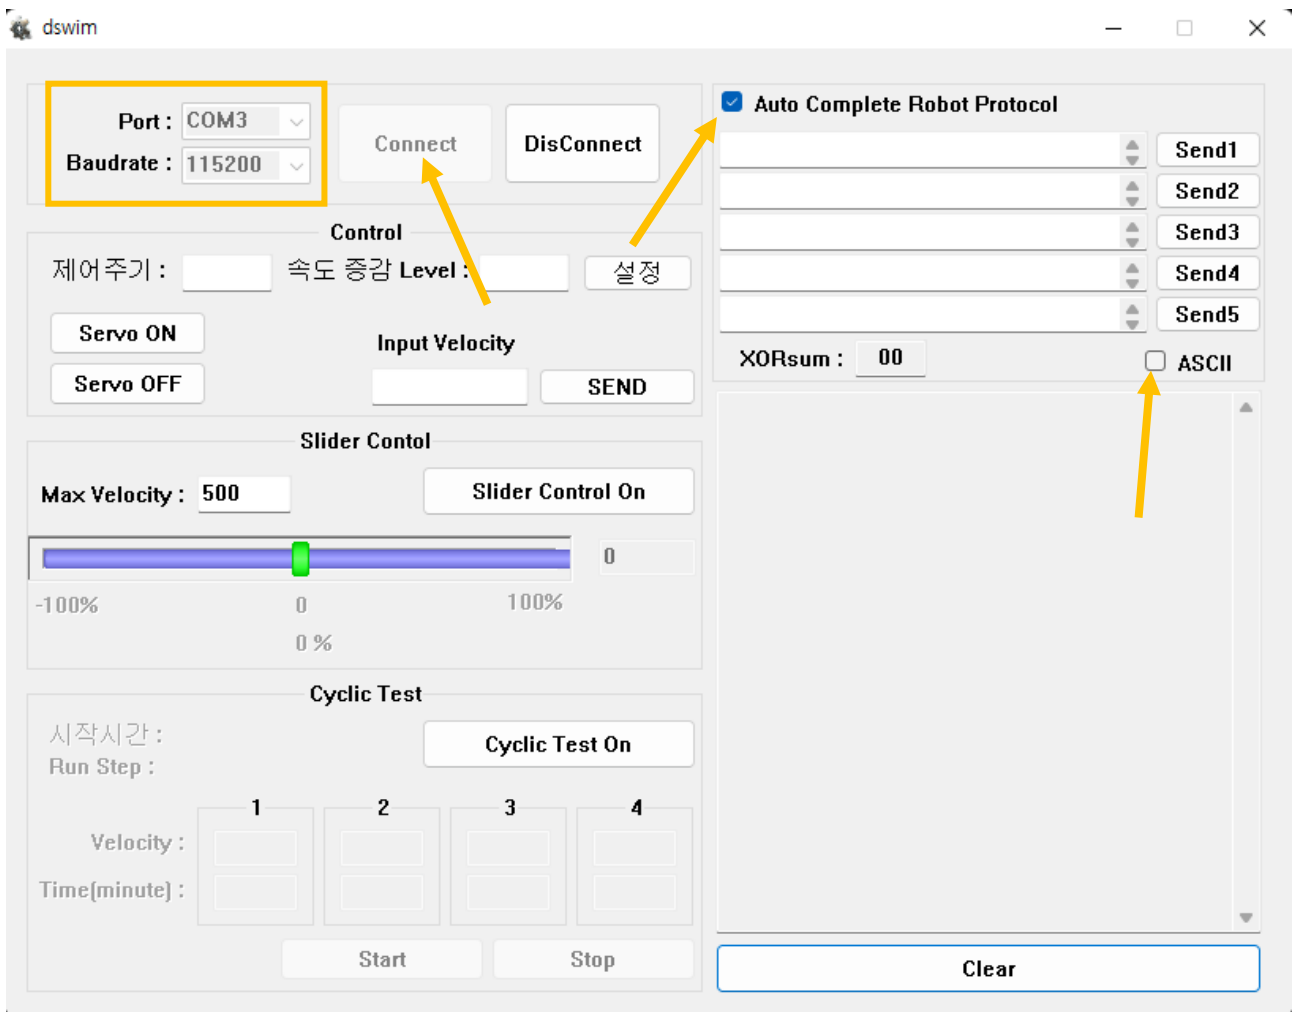 dswim
Port : COM3
Baudrate : 115200
Connect
DisConnect
Control
제어주기 :
속도 증감 Level :
설정
Servo ON
Servo OFF
Input Velocity
SEND
Slider Contol
Max Velocity : 500
Slider Control On
0
-100%
0
100%
0 %
Cyclic Test
시작시간 :
Run Step :
Cyclic Test On
1
2
3
4
Velocity :
Time(minute) :
Start
Stop
Auto Complete Robot Protocol
Send1
Send2
Send3
Send4
Send5
XORsum : 00
ASCII
Clear